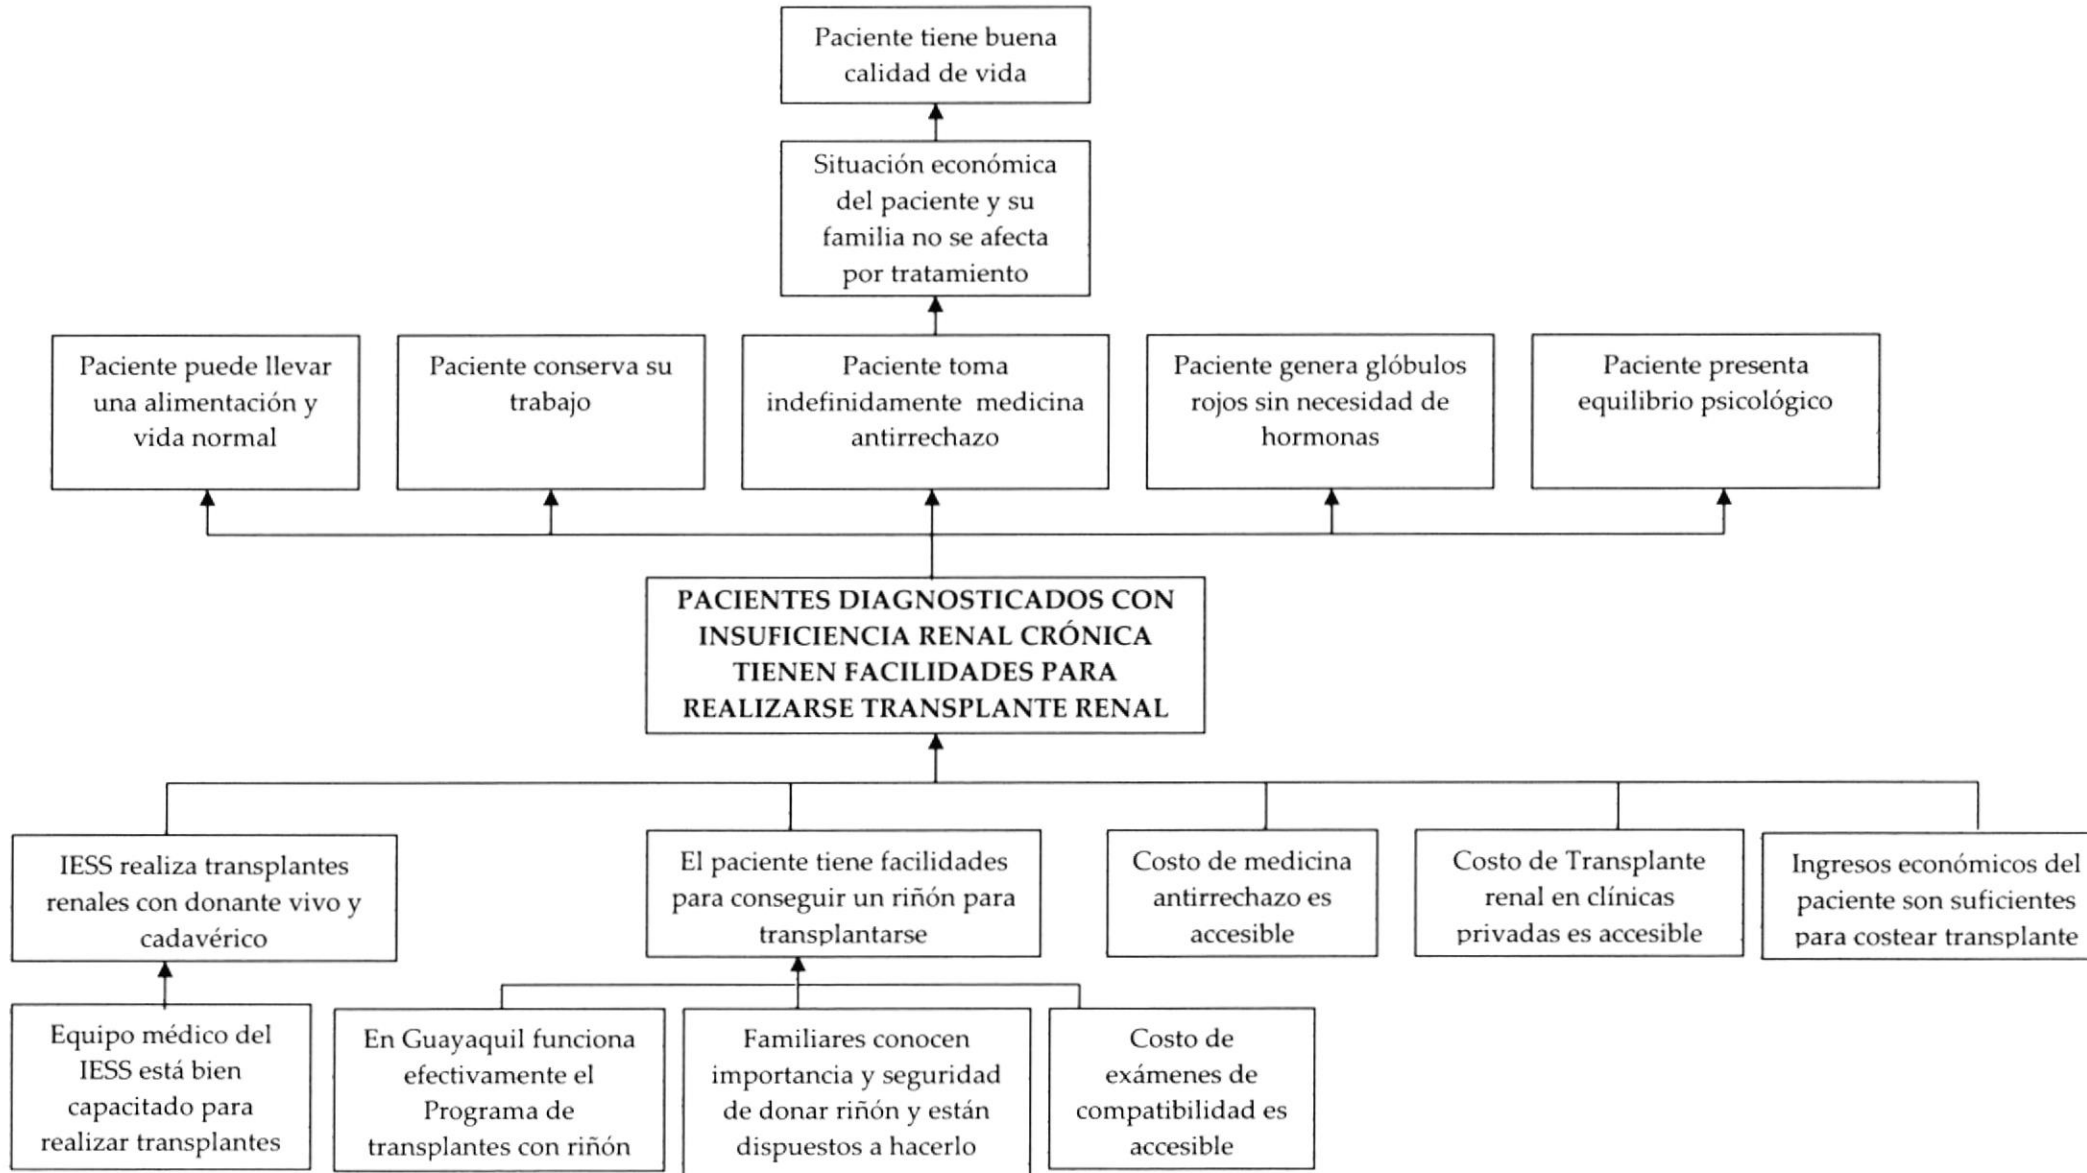 Paciente tiene buena
calidad de vida
Situación económica
del paciente y su
familia no se afecta
por tratamiento
Paciente puede llevar
una alimentación y
vida normal
Paciente conserva su
trabajo
Paciente toma
indefinidamente medicina
antirrechazo
Paciente genera glóbulos
rojos sin necesidad de
hormonas
Paciente presenta
equilibrio psicológico
PACIENTES DIAGNOSTICADOS CON
INSUFICIENCIA RENAL CRÓNICA
TIENEN FACILIDADES PARA
REALIZARSE TRANSPLANTE RENAL
IESS realiza transplantes
renales con donante vivo y
cadavérico
El paciente tiene facilidades
para conseguir un riñón para
transplantarse
Costo de medicina
antirrechazo es
accesible
Costo de Transplante
renal en clínicas
privadas es accesible
Ingresos económicos del
paciente son suficientes
para costear transplante
Equipo médico del
IESS está bien
capacitado para
realizar transplantes
En Guayaquil funciona
efectivamente el
Programa de
transplantes con riñón
Familiares conocen
importancia y seguridad
de donar riñón y están
dispuestos a hacerlo
Costo de
exámenes de
compatibilidad es
accesible